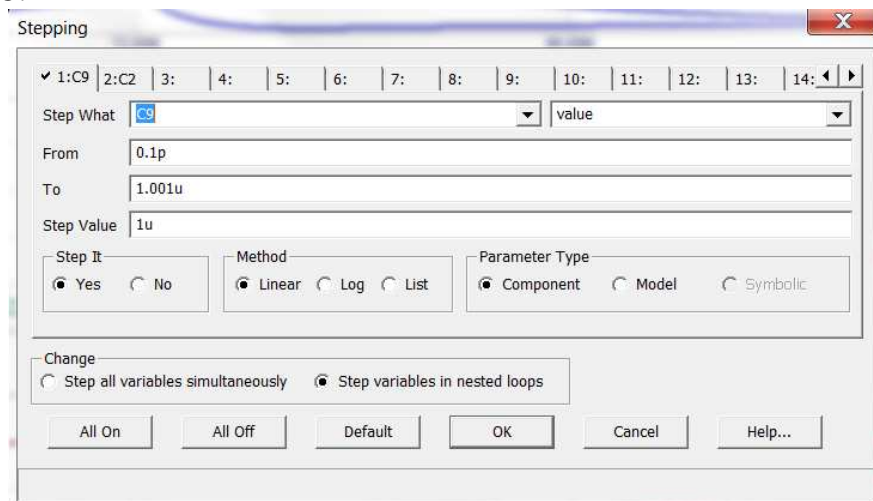 Stepping
X
✔ 1:C9 2:C2 3: 4: 5: 6: 7: 8: 9: 10: 11: 12: 13: 14:
Step What C9 value
From 0.1p
To 1.001u
Step Value 1u
Step It Method Parameter Type
Yes No Linear Log List Component Model Symbolic
Change
Step all variables simultaneously Step variables in nested loops
All On All Off Default OK Cancel Help...